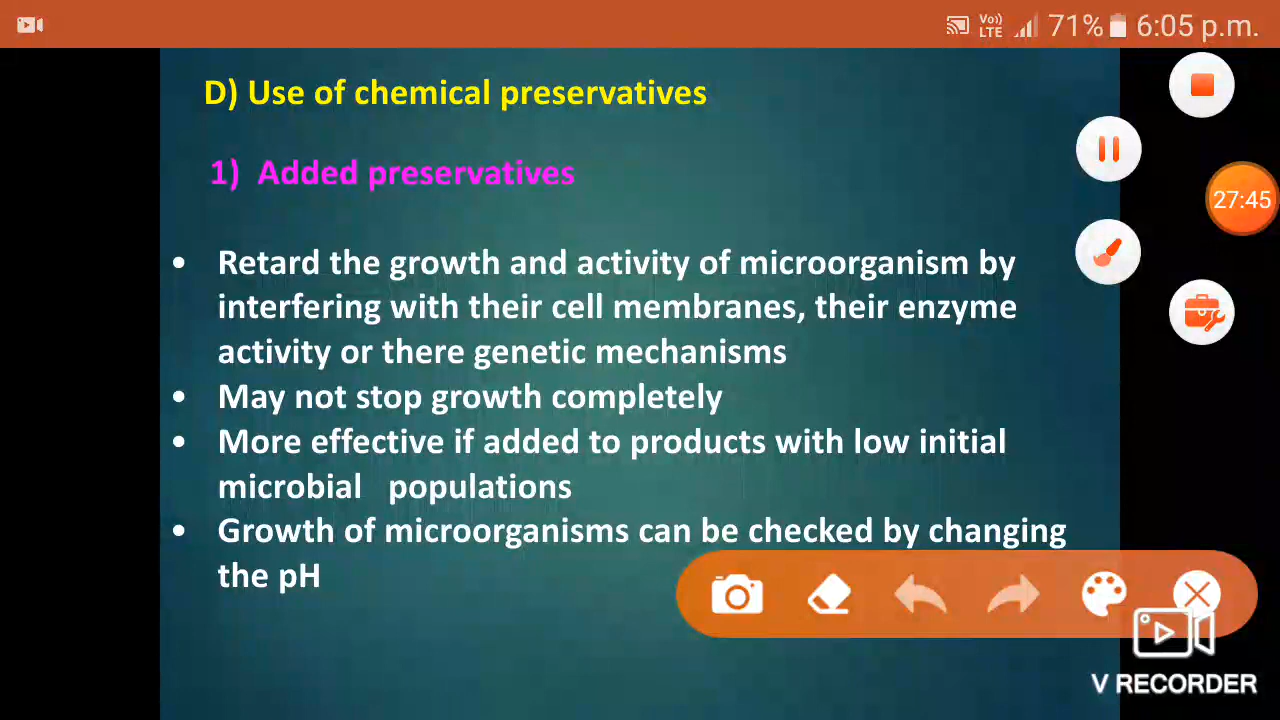 Vo))
LTE
71%
6:05 p.m.
D) Use of chemical preservatives
1) Added preservatives
27:45
• Retard the growth and activity of microorganism by
interfering with their cell membranes, their enzyme
activity or there genetic mechanisms
• May not stop growth completely
• More effective if added to products with low initial
microbial populations
• Growth of microorganisms can be checked by changing
the pH
V RECORDER